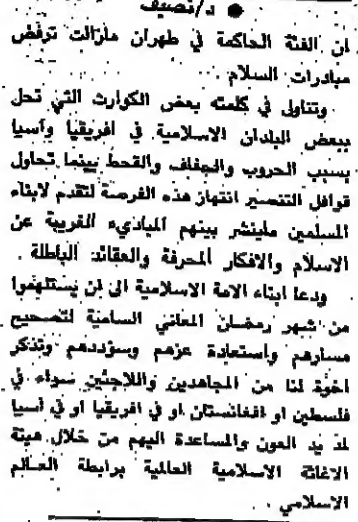 ● د/نصيف
ان الفئة الحاكمة في طهران مازالت ترفض
مبادرات السلام .
وتناول في كلمته بعض الكوارث التي تحل
ببعض البلدان الاسلامية في افريقيا وآسيا
بسبب الحروب والجفاف والقحط بينما تحاول
قوافل التنصير انتهاز هذه الفرصة لتقدم لابناء
المسلمين ماينشر بينهم المباديء الغريبة عن
الاسلام والافكار المحرفة والعقائد الباطلة .
ودعا ابناء الامة الاسلامية الى ان يستلهموا
من شهر رمضان المعاني السامية لتصحيح
مسارهم واستعادة عزهم وسؤددهم وتذكر
اخوة لنا من المجاهدين واللاجئين سواء في
فلسطين او افغانستان او في افريقيا او في آسيا
لمد يد العون والمساعدة اليهم من خلال هيئة
الاغاثة الاسلامية العالمية برابطة العالم
الاسلامي .